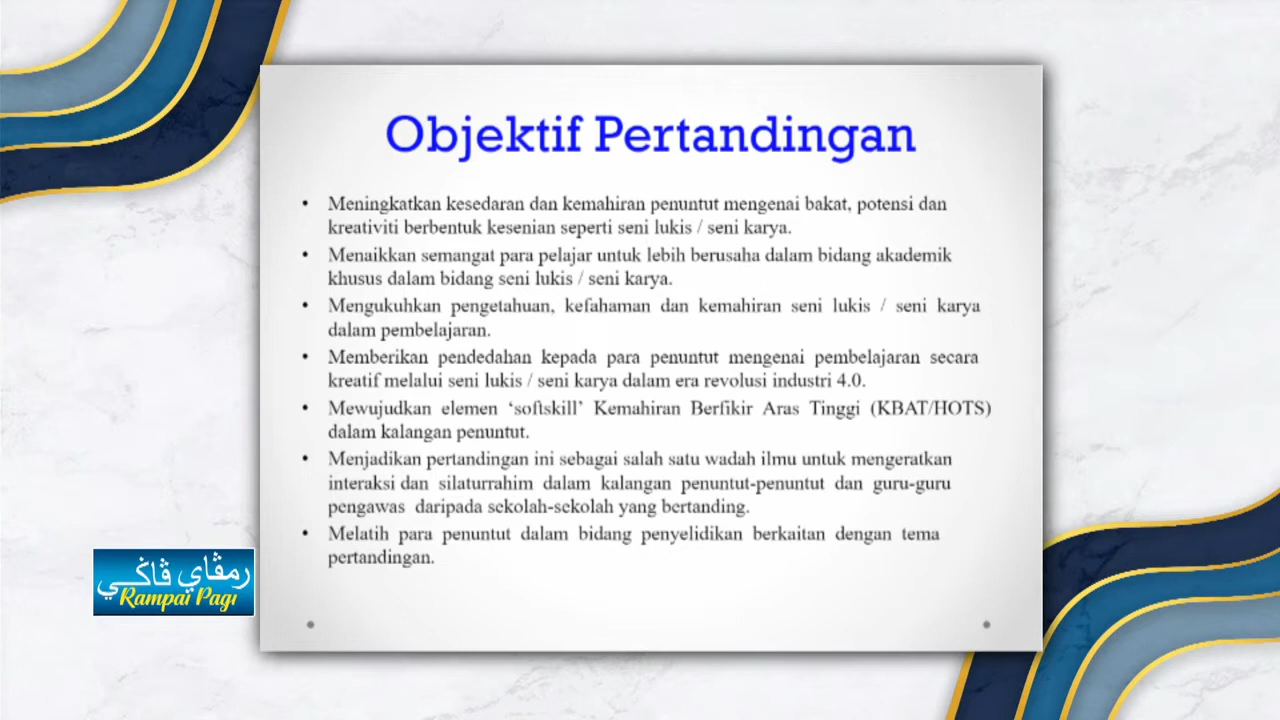 Objektif Pertandingan
• Meningkatkan kesedaran dan kemahiran penuntut mengenai bakat, potensi dan
kreativiti berbentuk kesenian seperti seni lukis / seni karya.
• Menaikkan semangat para pelajar untuk lebih berusaha dalam bidang akademik
khusus dalam bidang seni lukis / seni karya.
• Mengukuhkan pengetahuan, kefahaman dan kemahiran seni lukis / seni karya
dalam pembelajaran.
• Memberikan pendedahan kepada para penuntut mengenai pembelajaran secara
kreatif melalui seni lukis / seni karya dalam era revolusi industri 4.0.
• Mewujudkan elemen ‘softskill’ Kemahiran Berfikir Aras Tinggi (KBAT/HOTS)
dalam kalangan penuntut.
• Menjadikan pertandingan ini sebagai salah satu wadah ilmu untuk mengeratkan
interaksi dan silaturrahim dalam kalangan penuntut-penuntut dan guru-guru
pengawas daripada sekolah-sekolah yang bertanding.
• Melatih para penuntut dalam bidang penyelidikan berkaitan dengan tema
pertandingan.
رمڤاي ڤاݢي
Rampai Pagi